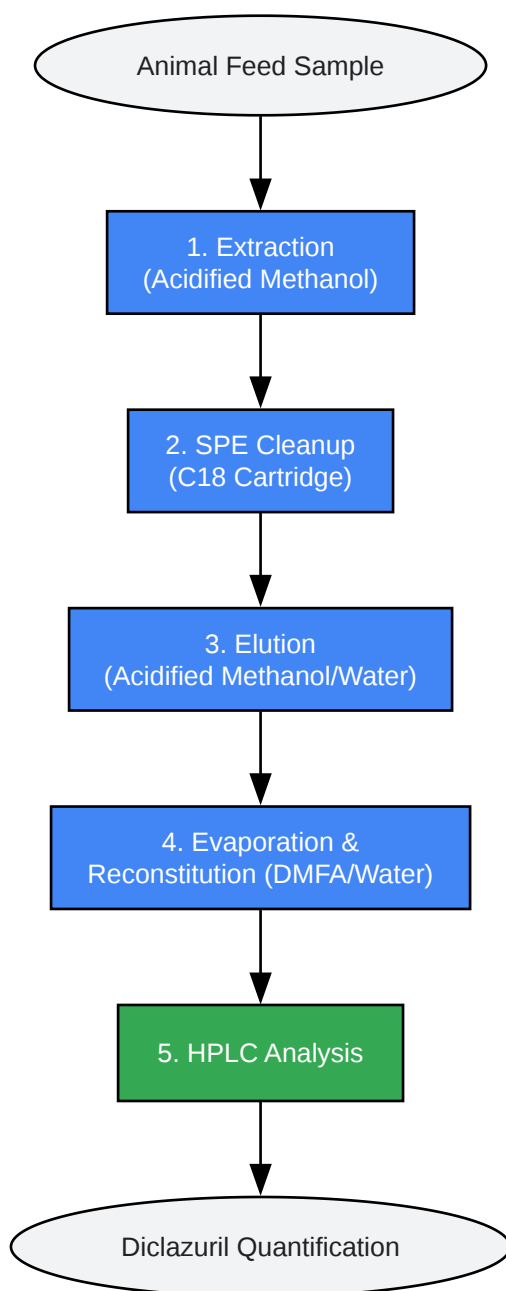 Animal Feed Sample
1. Extraction
(Acidified Methanol)
2. SPE Cleanup
(C18 Cartridge)
3. Elution
(Acidified Methanol/Water)
4. Evaporation &
Reconstitution (DMFA/Water)
5. HPLC Analysis
Diclazuril Quantification